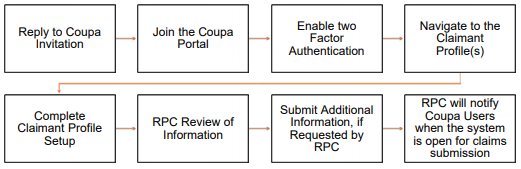 Reply to Coupa
Invitation
Join the Coupa
Portal
Enable two
Factor
Authentication
Navigate to the
Claimant
Profile(s)
Complete
Claimant Profile
Setup
RPC Review of
Information
Submit Additional
Information, if
Requested by
RPC
RPC will notify
Coupa Users
when the system
is open for claims
submission